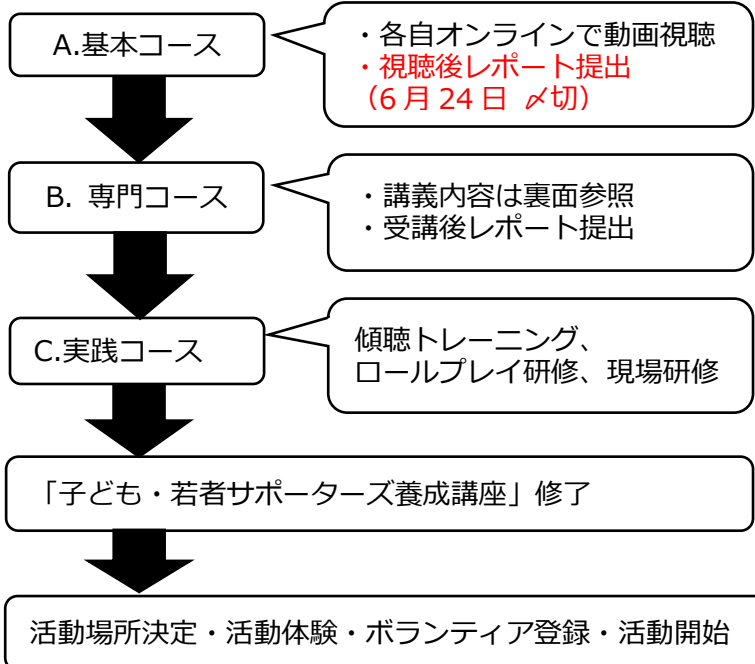 A.基本コース
・各自オンラインで動画視聴
・視聴後レポート提出
（6月24日 〆切）
B. 専門コース
・講義内容は裏面参照
・受講後レポート提出
C.実践コース
傾聴トレーニング、
ロールプレイ研修、現場研修
「子ども・若者サポーターズ養成講座」修了
活動場所決定・活動体験・ボランティア登録・活動開始